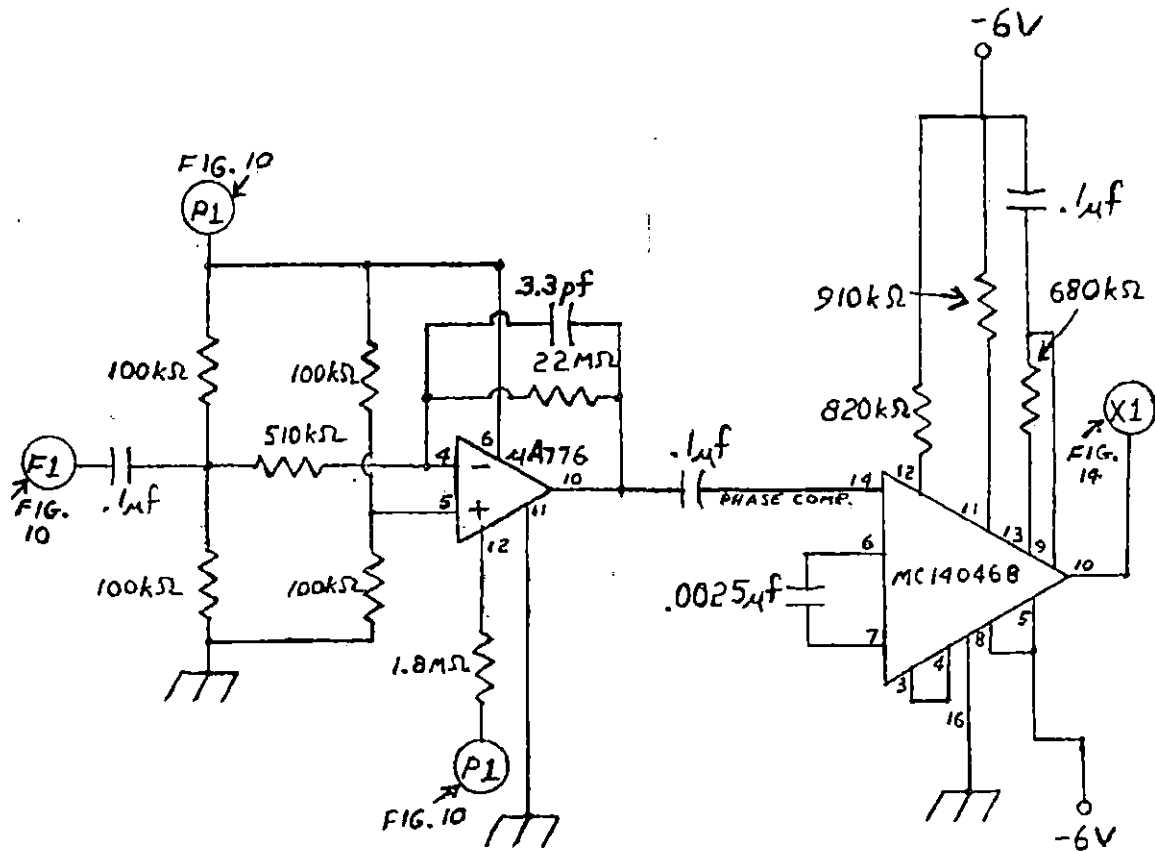 -6V
FIG. 10
P1
.1µf
3.3pf
910kΩ
680kΩ
22MΩ
100kΩ
100kΩ
820kΩ
X1
FIG.
14
510kΩ
F1
FIG.
10
.1µf
4
-
6
µA776
5
+
10
11
12
.1µf
PHASE COMP.
14
12
11
13
9
6
MC14046B
10
.0025µf
7
5
8
4
3
16
100kΩ
100kΩ
1.8MΩ
P1
FIG. 10
-6V